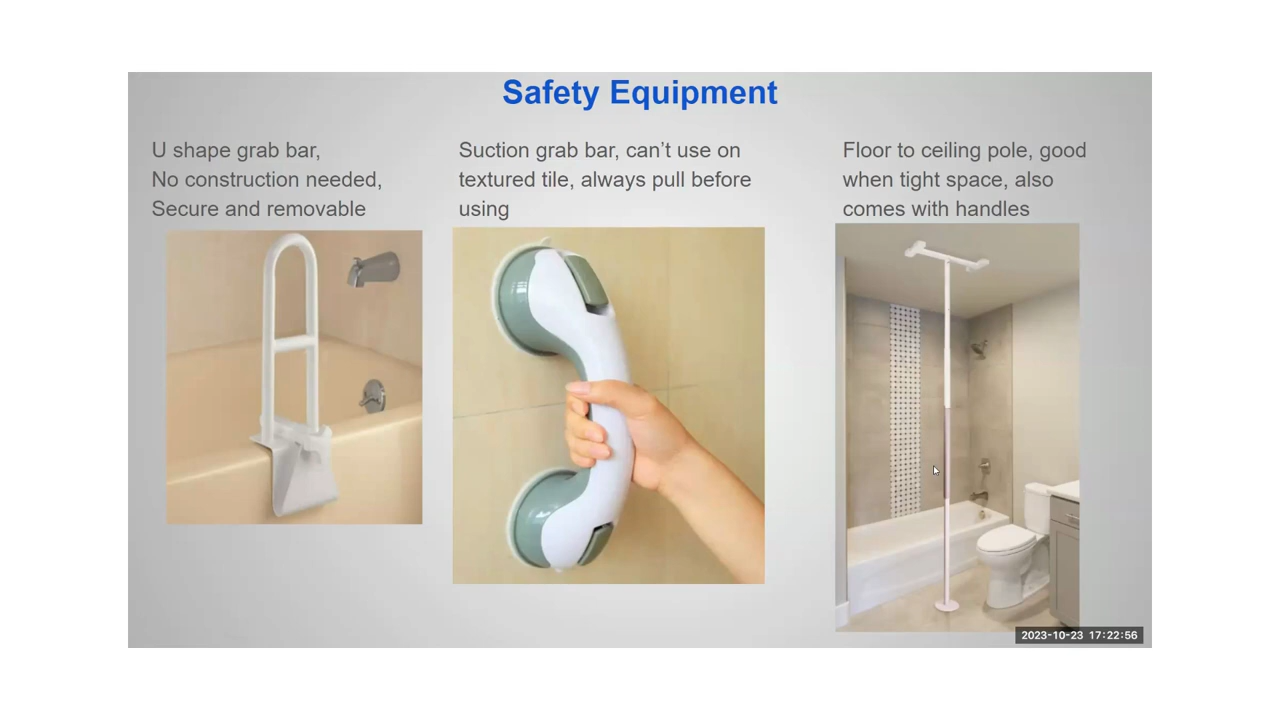 Safety Equipment
U shape grab bar,
No construction needed,
Secure and removable
Suction grab bar, can’t use on
textured tile, always pull before
using
Floor to ceiling pole, good
when tight space, also
comes with handles
2023-10-23 17:22:56